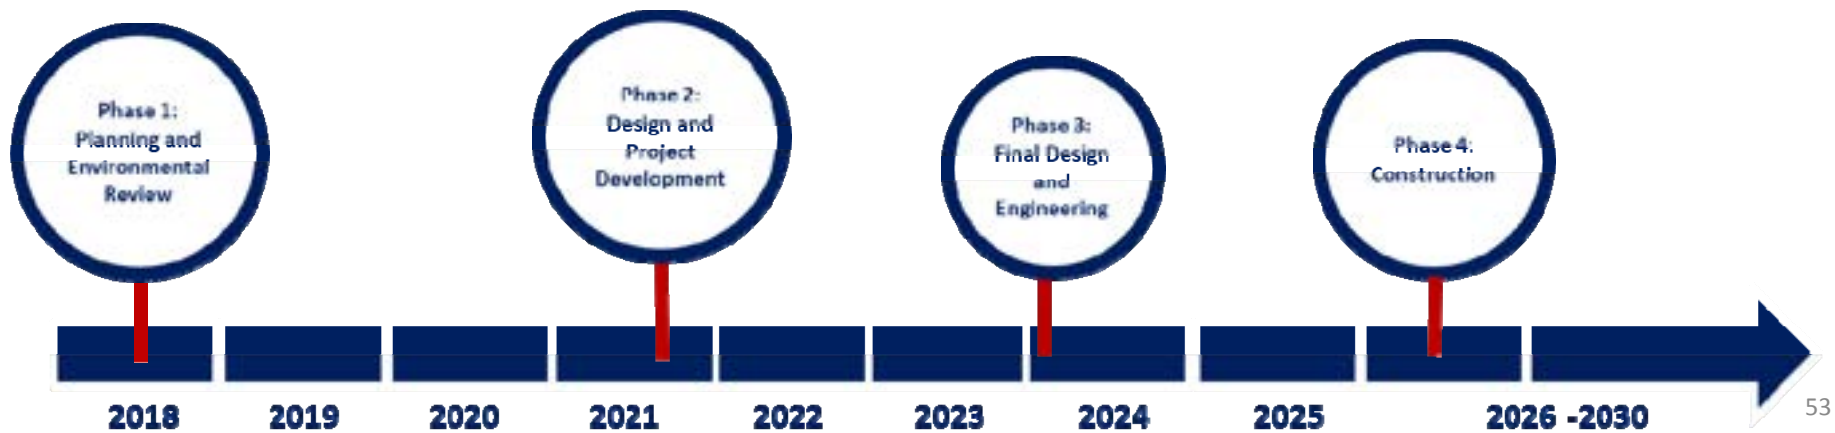 Phase 1:
Planning and
Environmental
Review
Phase 2:
Design and
Project
Development
Phase 3:
Final Design
and
Engineering
Phase 4:
Construction
2018 2019 2020 2021 2022 2023 2024 2025 2026 -2030
53